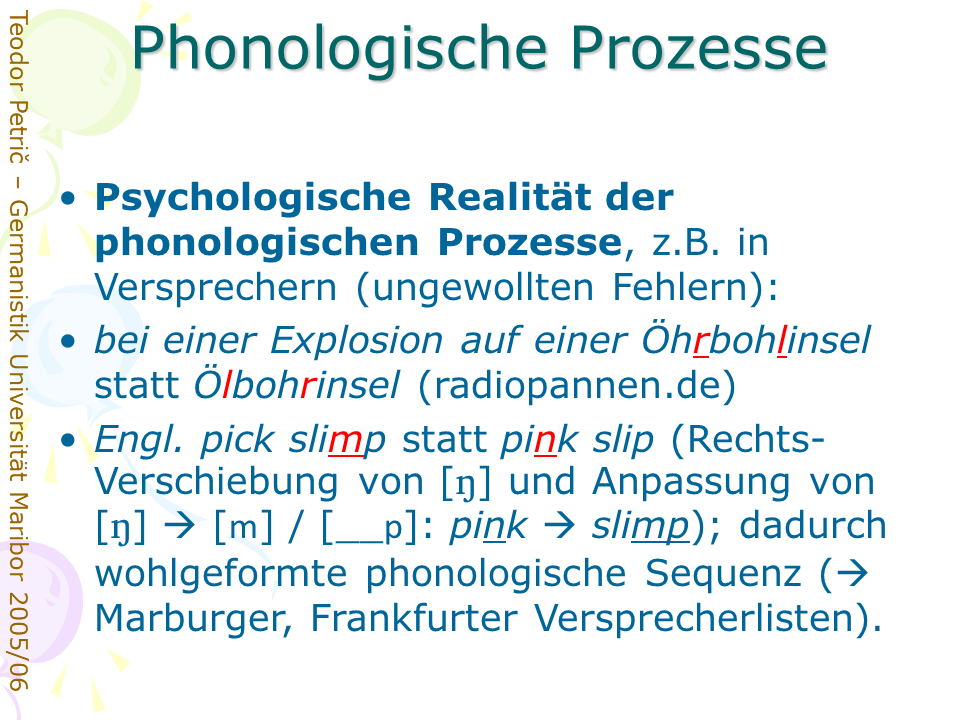 Phonologische Prozesse
Teodor Petrič – Germanistik Universität Maribor 2005/06
• Psychologische Realität der
phonologischen Prozesse, z.B. in
Versprechern (ungewollten Fehlern):
• bei einer Explosion auf einer Öhrbohlinsel
statt Ölbohrinsel (radiopannen.de)
• Engl. pick slimp statt pink slip (Rechts-
Verschiebung von [ŋ] und Anpassung von
[ŋ] → [m] / [__p]: pink → slimp); dadurch
wohlgeformte phonologische Sequenz (→
Marburger, Frankfurter Versprecherlisten).